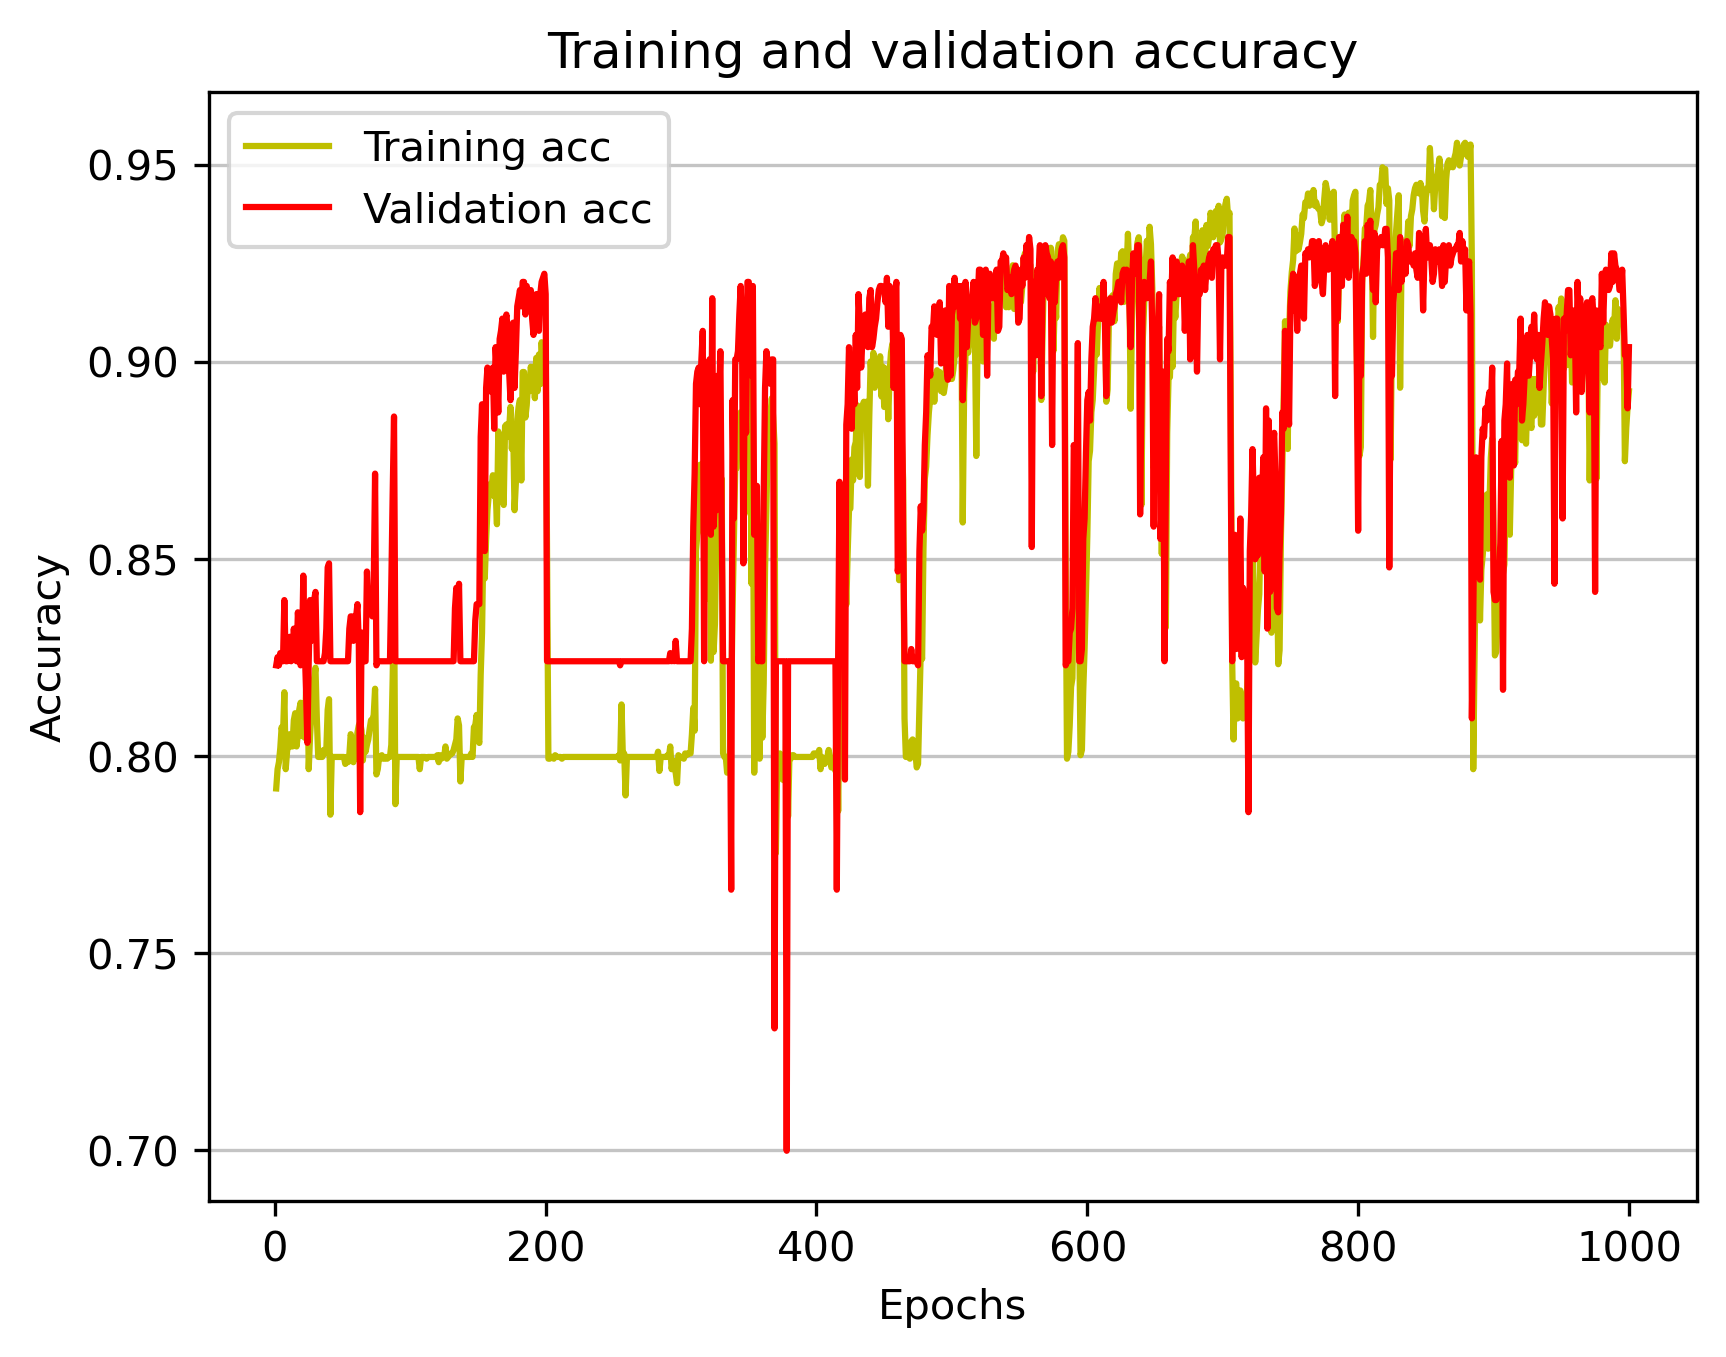 Training and validation accuracy
Training acc
Validation acc
0.95
0.90
0.85
0.80
0.75
0.70
Accuracy
0 200 400 600 800 1000
Epochs